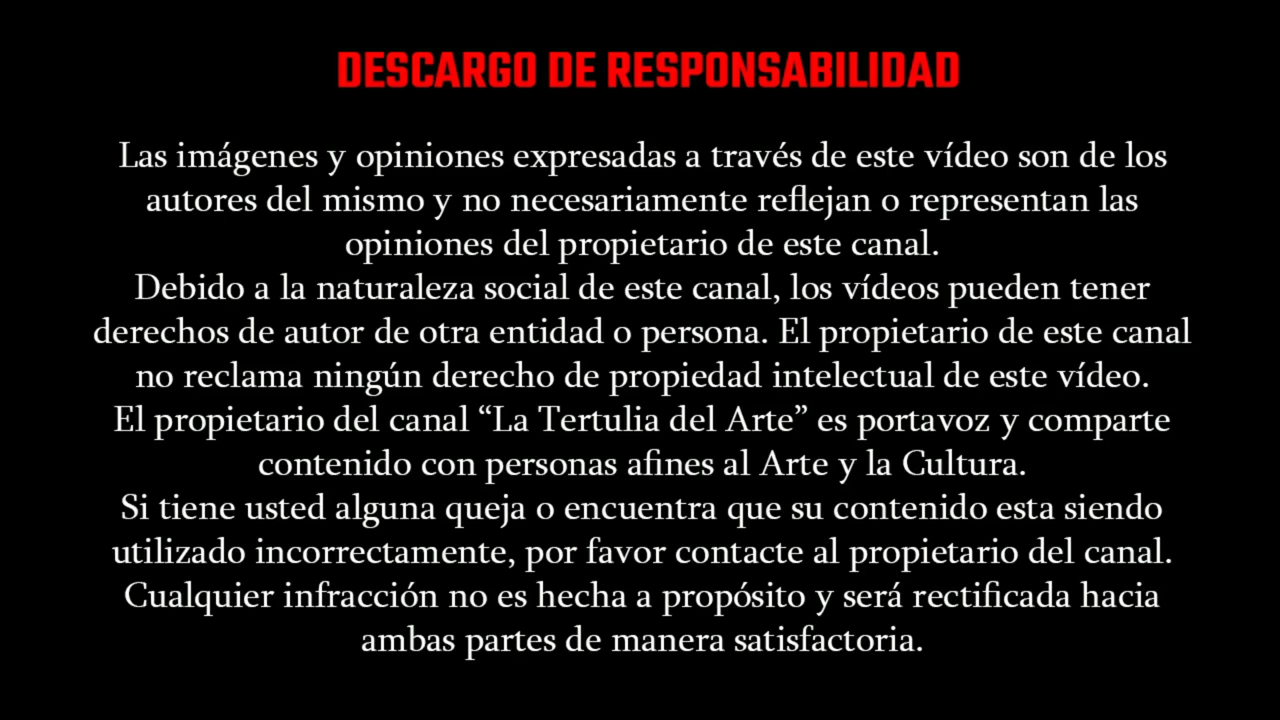 DESCARGO DE RESPONSABILIDAD
Las imágenes y opiniones expresadas a través de este vídeo son de los
autores del mismo y no necesariamente reflejan o representan las
opiniones del propietario de este canal.
Debido a la naturaleza social de este canal, los vídeos pueden tener
derechos de autor de otra entidad o persona. El propietario de este canal
no reclama ningún derecho de propiedad intelectual de este vídeo.
El propietario del canal “La Tertulia del Arte” es portavoz y comparte
contenido con personas afines al Arte y la Cultura.
Si tiene usted alguna queja o encuentra que su contenido esta siendo
utilizado incorrectamente, por favor contacte al propietario del canal.
Cualquier infracción no es hecha a propósito y será rectificada hacia
ambas partes de manera satisfactoria.